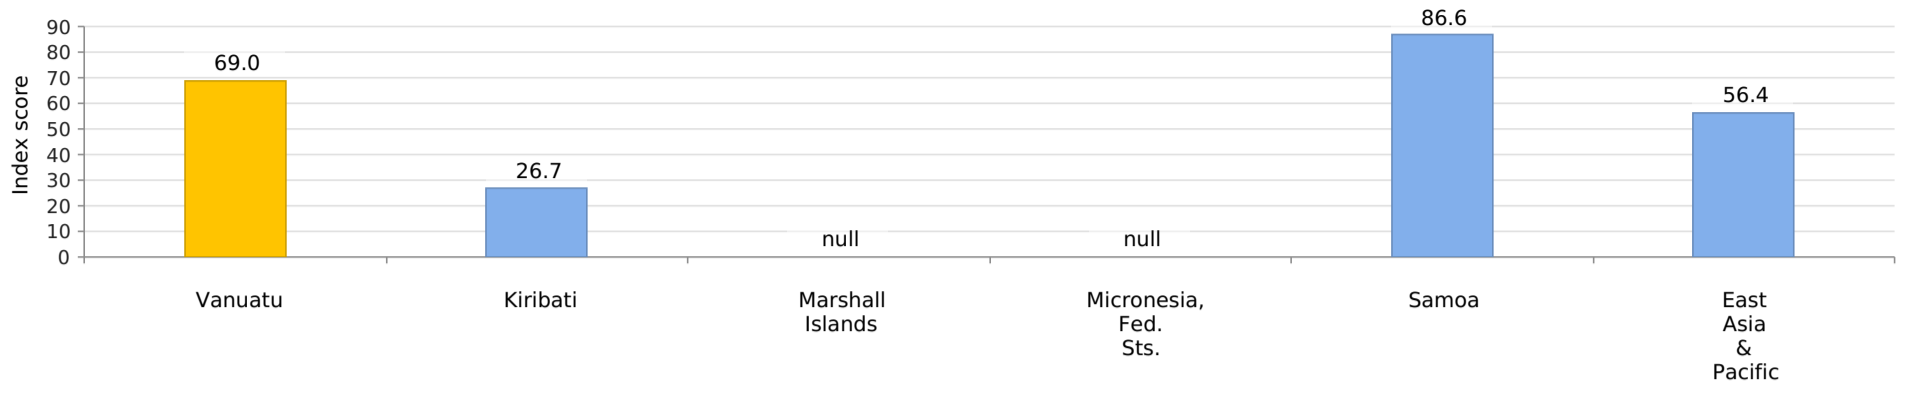 Index score
90
80
70
60
50
40
30
20
10
0
69.0
26.7
null
null
86.6
56.4
Vanuatu
Kiribati
Marshall
Islands
Micronesia,
Fed.
Sts.
Samoa
East
Asia
&
Pacific